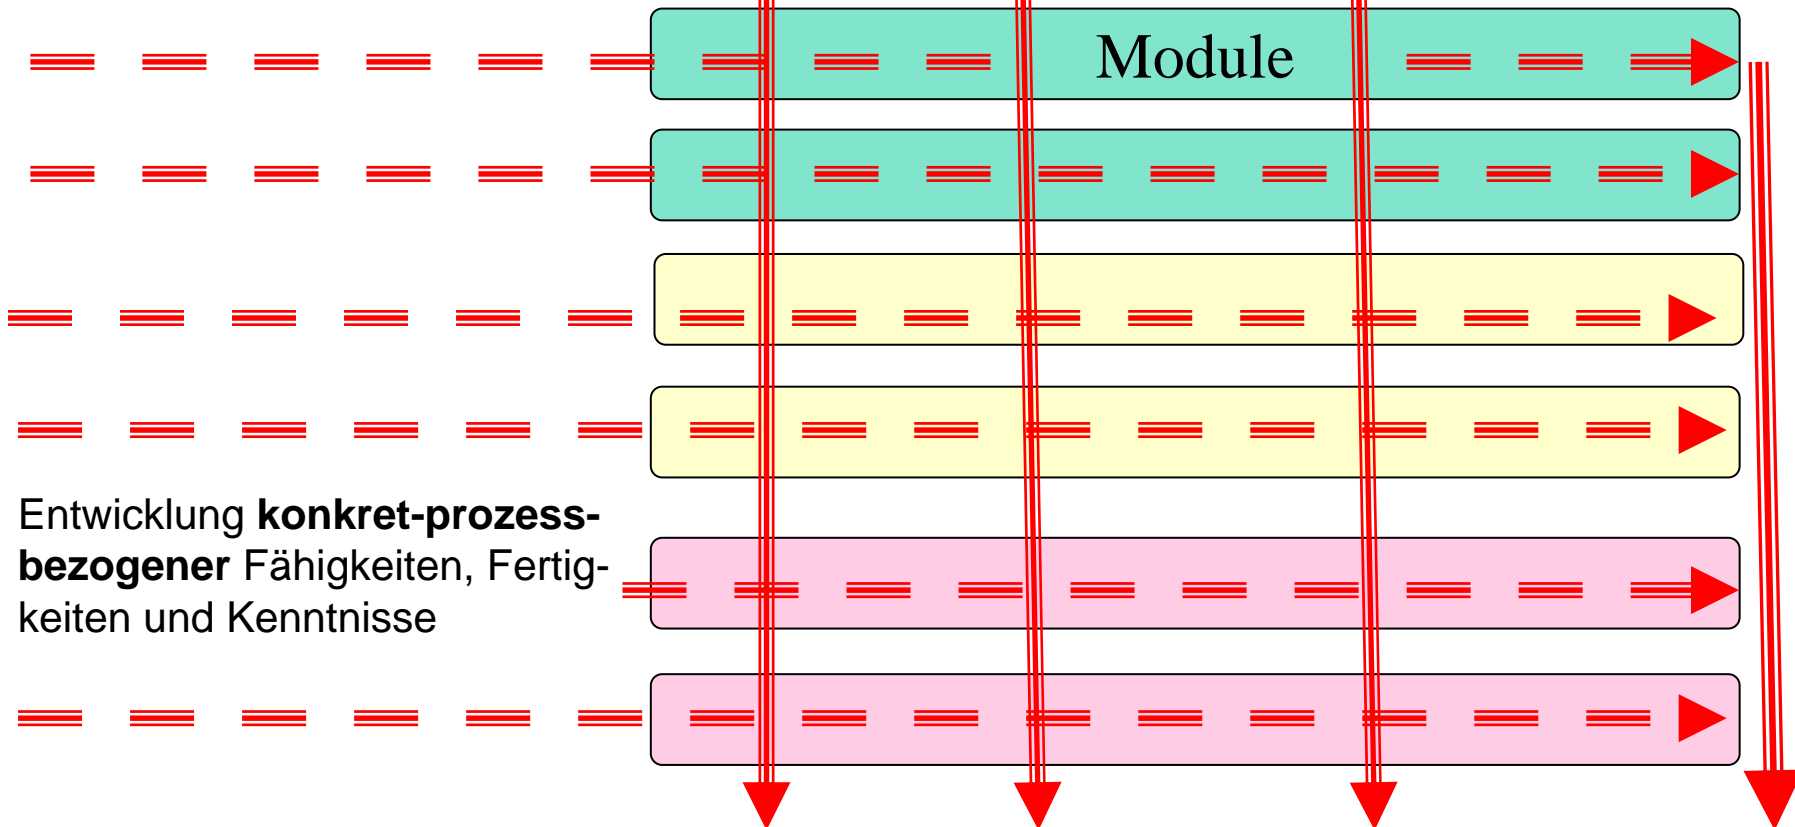 Module
Entwicklung konkret-prozess-
bezogener Fähigkeiten, Fertig-
keiten und Kenntnisse